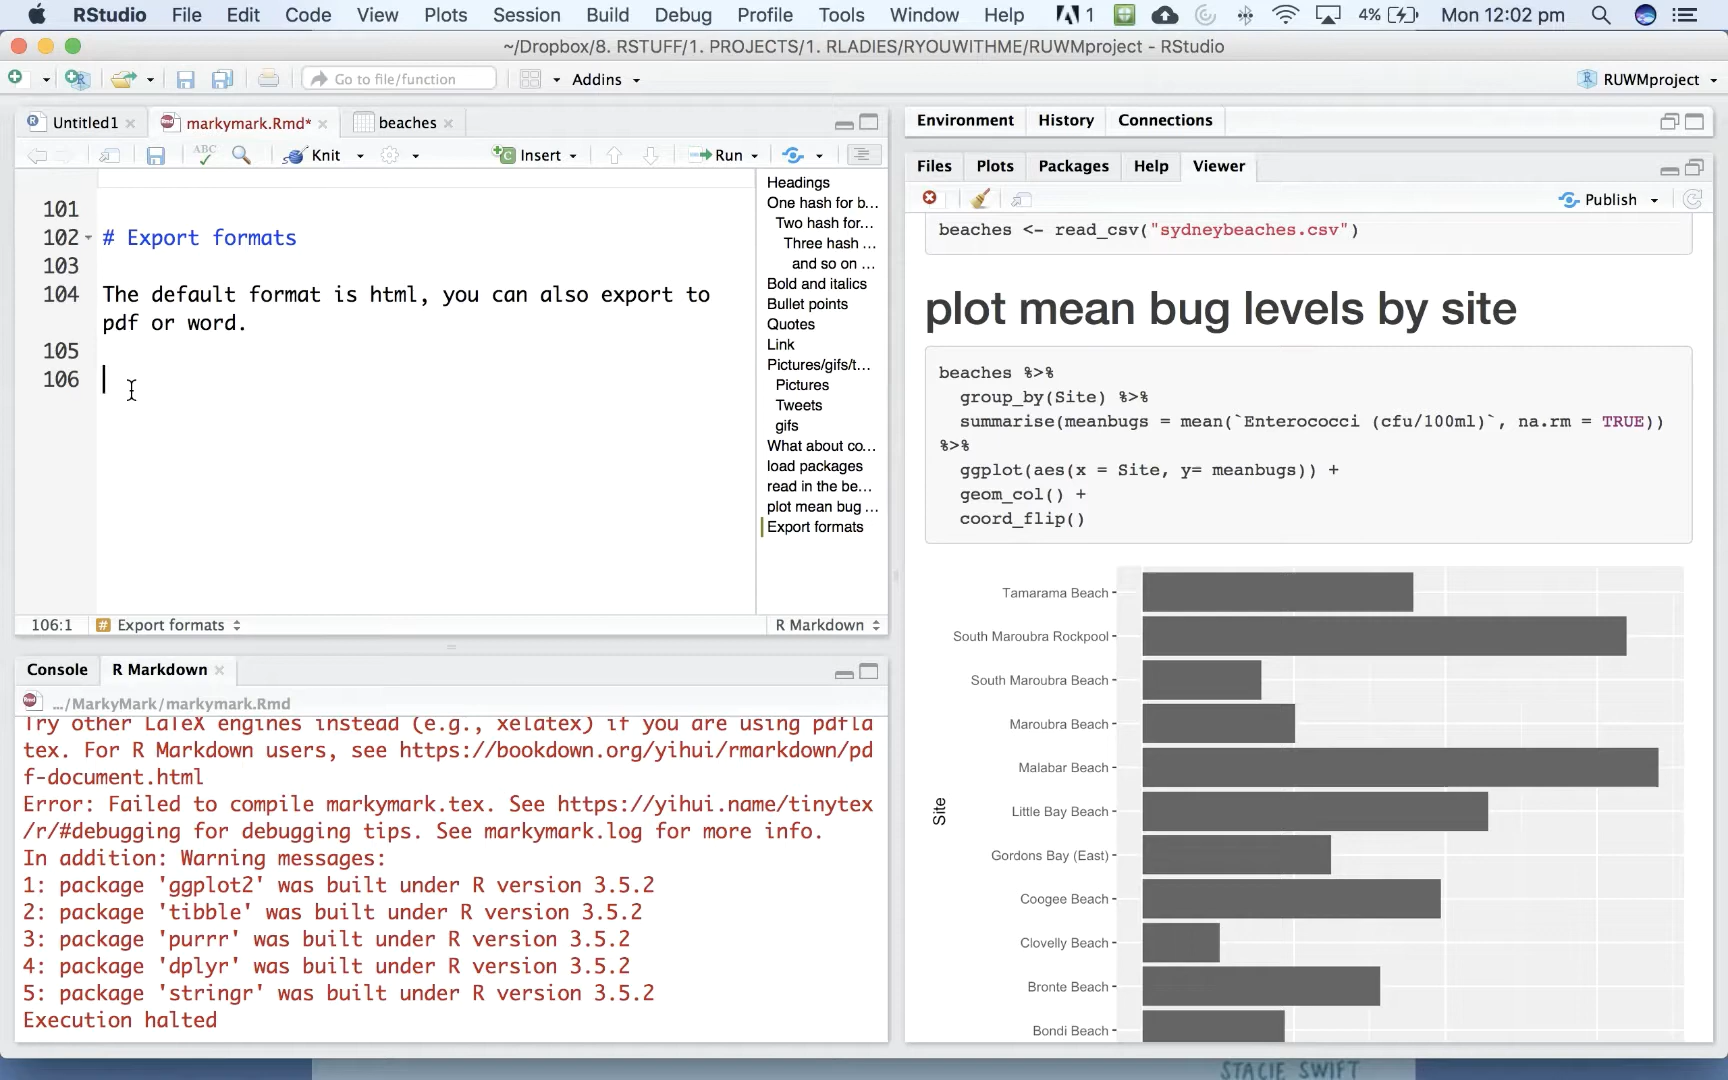 RStudio File Edit Code View Plots Session Build Debug Profile Tools Window Help 1 4% Mon 12:02 pm
~/Dropbox/8. RSTUFF/1. PROJECTS/1. RLADIES/RYOUWITHME/RUWMproject - RStudio
Go to file/function Addins RUWMproject
Untitled1 markymark.Rmd* beaches
ABC Knit Insert Run
101
102 # Export formats
103
104 The default format is html, you can also export to
pdf or word.
105
106
Headings
One hash for b...
Two hash for...
Three hash ...
and so on ...
Bold and italics
Bullet points
Quotes
Link
Pictures/gifs/t...
Pictures
Tweets
gifs
What about co...
load packages
read in the be...
plot mean bug ...
Export formats
106:1 # Export formats R Markdown
Console R Markdown
.../MarkyMark/markymark.Rmd
Try other LaTeX engines instead (e.g., xelatex) if you are using pdfla
tex. For R Markdown users, see https://bookdown.org/yihui/rmarkdown/pd
f-document.html
Error: Failed to compile markymark.tex. See https://yihui.name/tinytex
/r/#debugging for debugging tips. See markymark.log for more info.
In addition: Warning messages:
1: package 'ggplot2' was built under R version 3.5.2
2: package 'tibble' was built under R version 3.5.2
3: package 'purrr' was built under R version 3.5.2
4: package 'dplyr' was built under R version 3.5.2
5: package 'stringr' was built under R version 3.5.2
Execution halted
Environment History Connections
Files Plots Packages Help Viewer
Publish
beaches <- read_csv("sydneybeaches.csv")
plot mean bug levels by site
beaches %>%
group_by(Site) %>%
summarise(meanbugs = mean(`Enterococci (cfu/100ml)`, na.rm = TRUE))
%>%
ggplot(aes(x = Site, y= meanbugs)) +
geom_col() +
coord_flip()
Tamarama Beach
South Maroubra Rockpool
South Maroubra Beach
Maroubra Beach
Malabar Beach
Little Bay Beach
Gordons Bay (East)
Coogee Beach
Clovelly Beach
Bronte Beach
Bondi Beach
Site
STACIE SWIFT